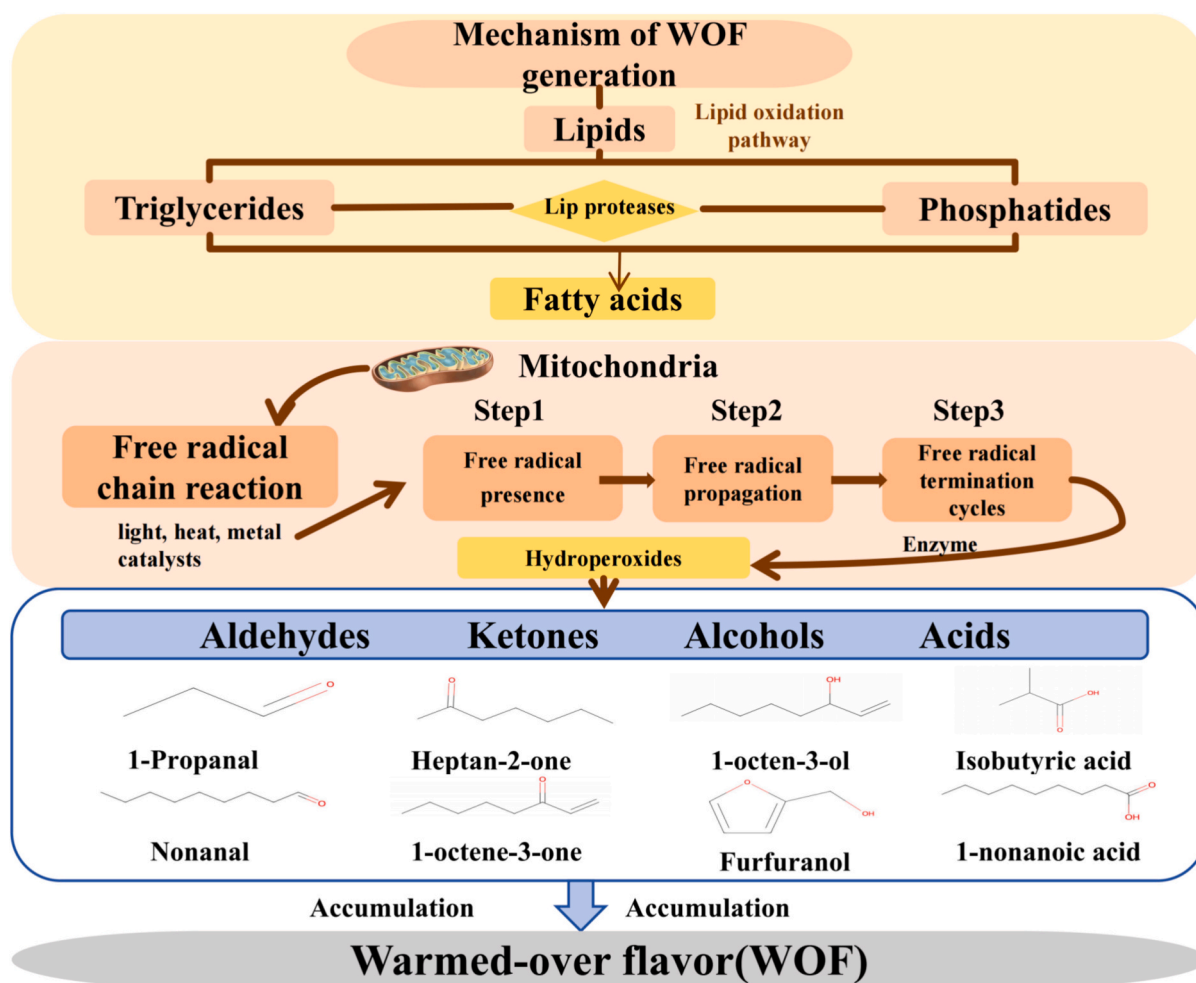 Mechanism of WOF
generation
Lipids
Lipid oxidation
pathway
Triglycerides
Lip proteases
Phosphatides
Fatty acids
Mitochondria
Step1
Step2
Step3
Free radical
chain reaction
Free radical
presence
Free radical
propagation
Free radical
termination
cycles
light, heat, metal
catalysts
Enzyme
Hydroperoxides
Aldehydes
Ketones
Alcohols
Acids
O
O
OH
OH
O
1-Propanal
Heptan-2-one
1-octen-3-ol
Isobutyric acid
O
O
O
OH
O
OH
Nonanal
1-octene-3-one
Furfuranol
1-nonanoic acid
Accumulation
Accumulation
Warmed-over flavor(WOF)